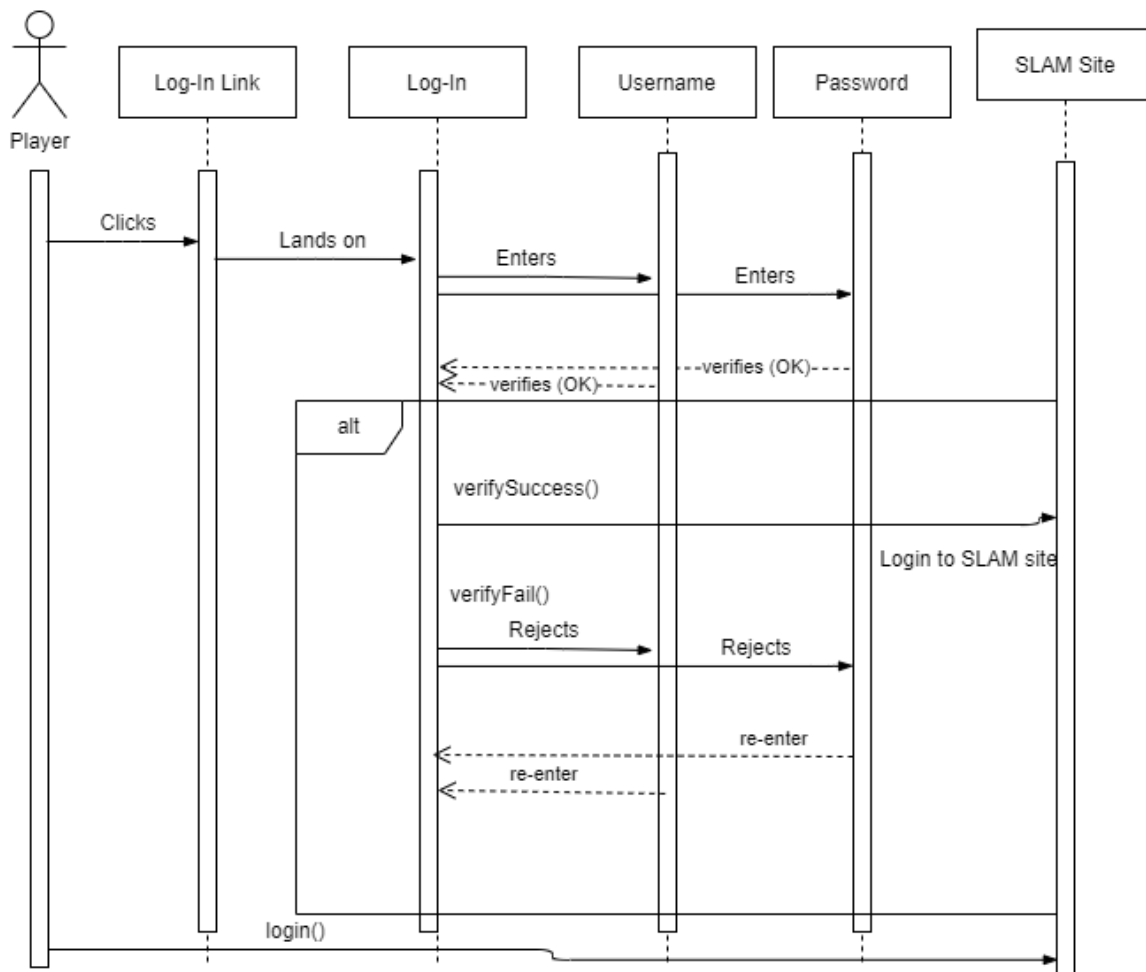 SLAM Site
Log-In Link
Log-In
Username
Password
Player
Clicks
Lands on
Enters
Enters
verifies (OK)
verifies (OK)
alt
verifySuccess()
Login to SLAM site
verifyFail()
Rejects
Rejects
re-enter
re-enter
login()